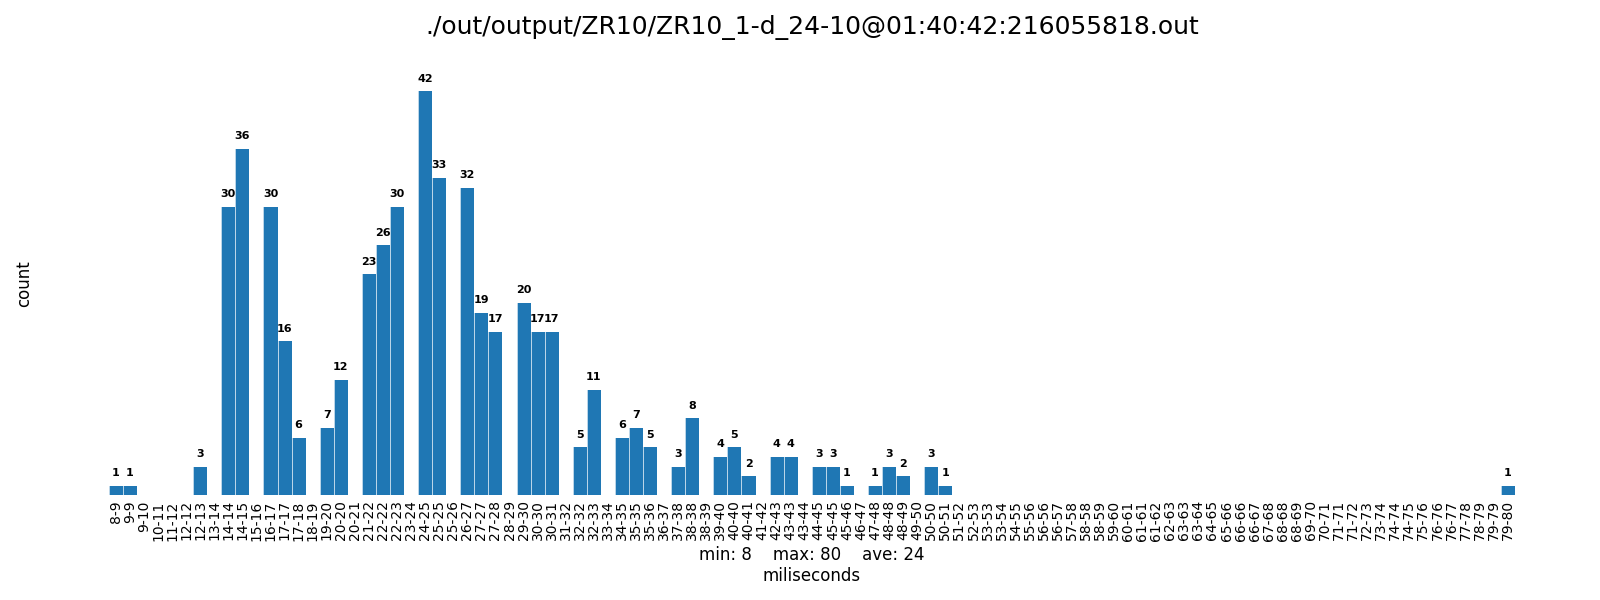 ./out/output/ZR10/ZR10_1-d_24-10@01:40:42:216055818.out
count
1 1 3 30 36 30 16 6 7 12 23 26 30 42 33 32 19 17 20 17 17 5 11 6 7 5 3 8 4 5 2 4 4 3 3 1 1 3 2 3 1 1
8-9 9-9 9-10 10-11 11-12 12-12 12-13 13-14 14-14 14-15 15-16 16-17 17-17 17-18 18-19 19-20 20-20 20-21 21-22 22-22 22-23 23-24 24-25 25-25 25-26 26-27 27-27 27-28 28-29 29-30 30-30 30-31 31-32 32-32 32-33 33-34 34-35 35-35 35-36 36-37 37-38 38-38 38-39 39-40 40-40 40-41 41-42 42-43 43-43 43-44 44-45 45-45 45-46 46-47 47-48 48-48 48-49 49-50 50-50 50-51 51-52 52-53 53-53 53-54 54-55 55-56 56-56 56-57 57-58 58-58 58-59 59-60 60-61 61-61 61-62 62-63 63-63 63-64 64-65 65-66 66-66 66-67 67-68 68-68 68-69 69-70 70-71 71-71 71-72 72-73 73-74 74-74 74-75 75-76 76-76 76-77 77-78 78-79 79-79 79-80
min: 8 max: 80 ave: 24
miliseconds